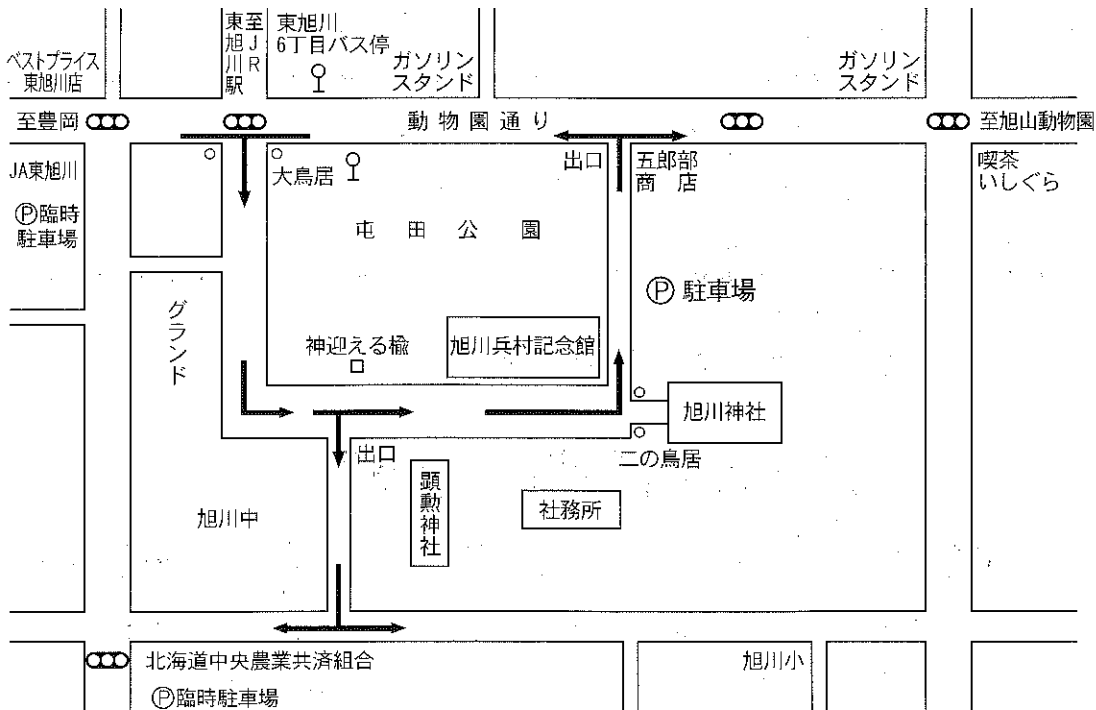 ベストプライス
東旭川店
至JR
東旭川駅
東旭川
6丁目バス停
ガソリン
スタンド
ガソリン
スタンド
至豊岡
動物園通り
至旭山動物園
JA東旭川
Ⓟ臨時
駐車場
大鳥居
出口
五郎部
商店
喫茶
いしぐら
屯田公園
Ⓟ 駐車場
グランド
神迎える楡
旭川兵村記念館
旭川神社
出口
二の鳥居
顕勲神社
社務所
旭川中
北海道中央農業共済組合
Ⓟ臨時駐車場
旭川小